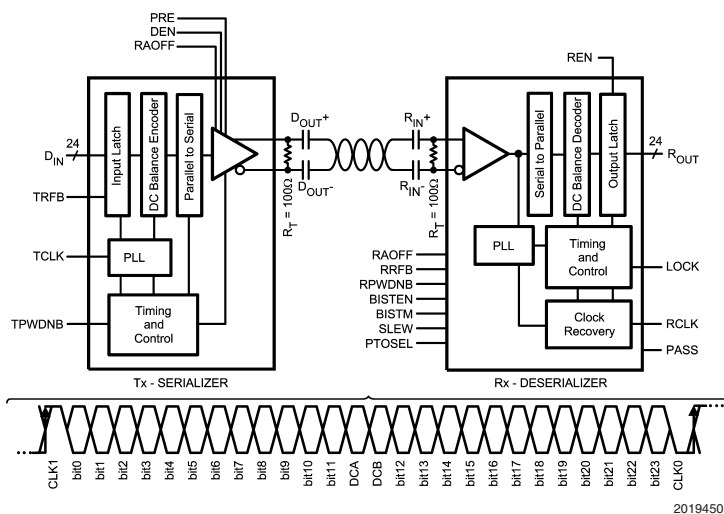 PRE
DEN
RAOFF
REN
24
D_IN
TRFB
TCLK
TPWDNB
Input Latch
DC Balance Encoder
Parallel to Serial
PLL
Timing
and
Control
D_OUT+
D_OUT-
R_T = 100Ω
R_IN+
R_IN-
R_T = 100Ω
Serial to Parallel
DC Balance Decoder
Output Latch
24
R_OUT
PLL
Timing
and
Control
Clock
Recovery
RAOFF
RRFB
RPWDNB
BISTEN
BISTM
SLEW
PTOSEL
LOCK
RCLK
PASS
Tx - SERIALIZER
Rx - DESERIALIZER
CLK1
bit0
bit1
bit2
bit3
bit4
bit5
bit6
bit7
bit8
bit9
bit10
bit11
DCA
DCB
bit12
bit13
bit14
bit15
bit16
bit17
bit18
bit19
bit20
bit21
bit22
bit23
CLK0
2019450